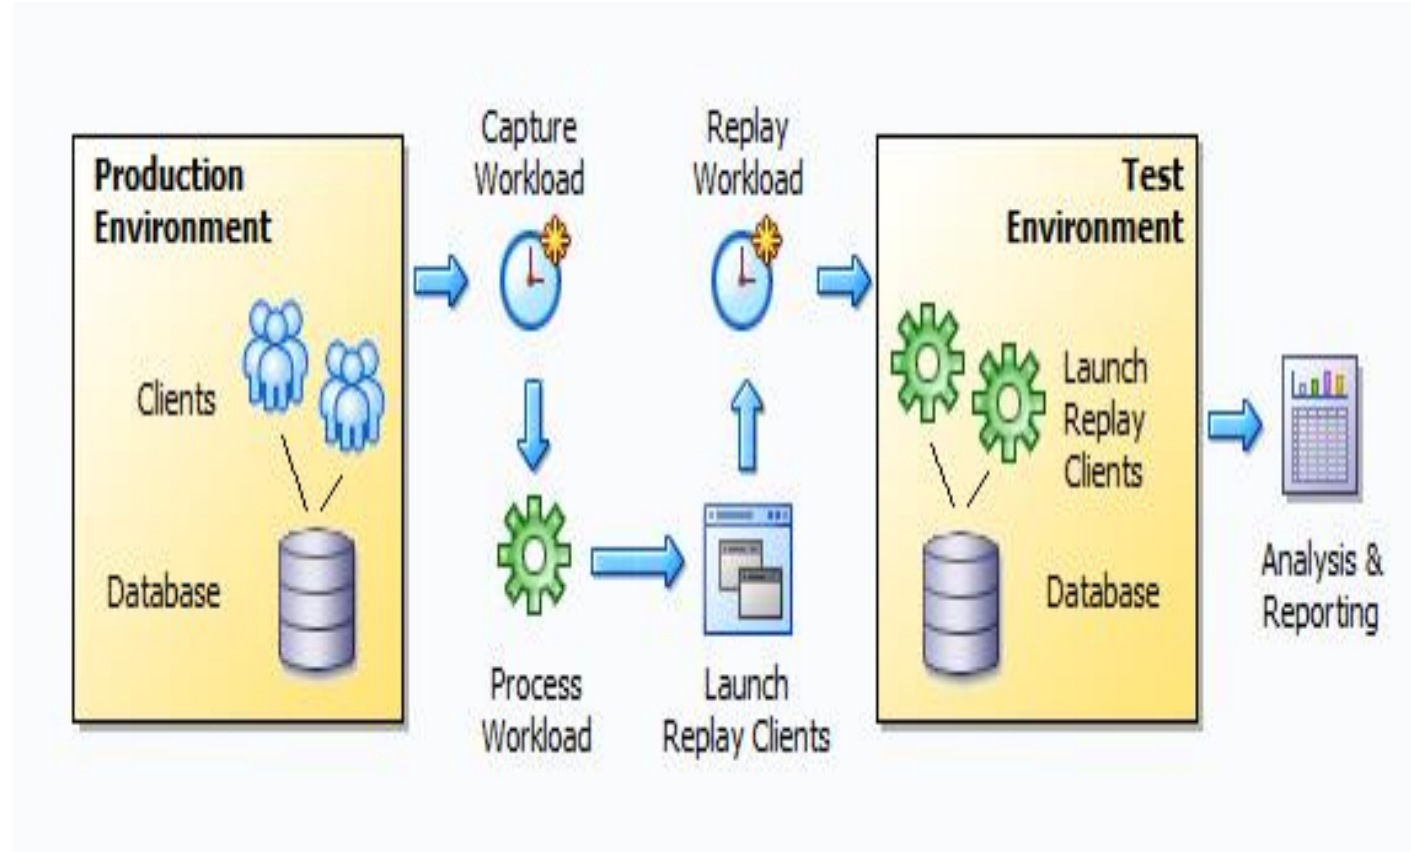 Production
Environment
Clients
Database
Capture
Workload
Process
Workload
Launch
Replay Clients
Replay
Workload
Test
Environment
Launch
Replay
Clients
Database
Analysis &
Reporting